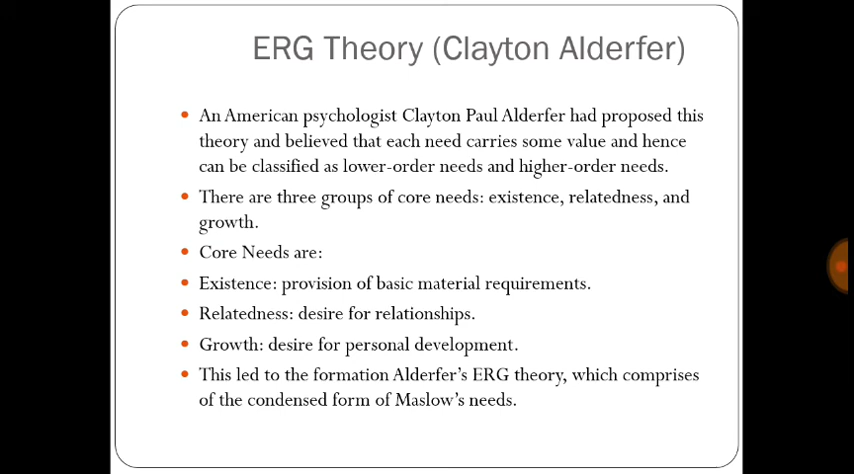 ERG Theory (Clayton Alderfer)
• An American psychologist Clayton Paul Alderfer had proposed this
theory and believed that each need carries some value and hence
can be classified as lower-order needs and higher-order needs.
• There are three groups of core needs: existence, relatedness, and
growth.
• Core Needs are:
• Existence: provision of basic material requirements.
• Relatedness: desire for relationships.
• Growth: desire for personal development.
• This led to the formation Alderfer's ERG theory, which comprises
of the condensed form of Maslow's needs.